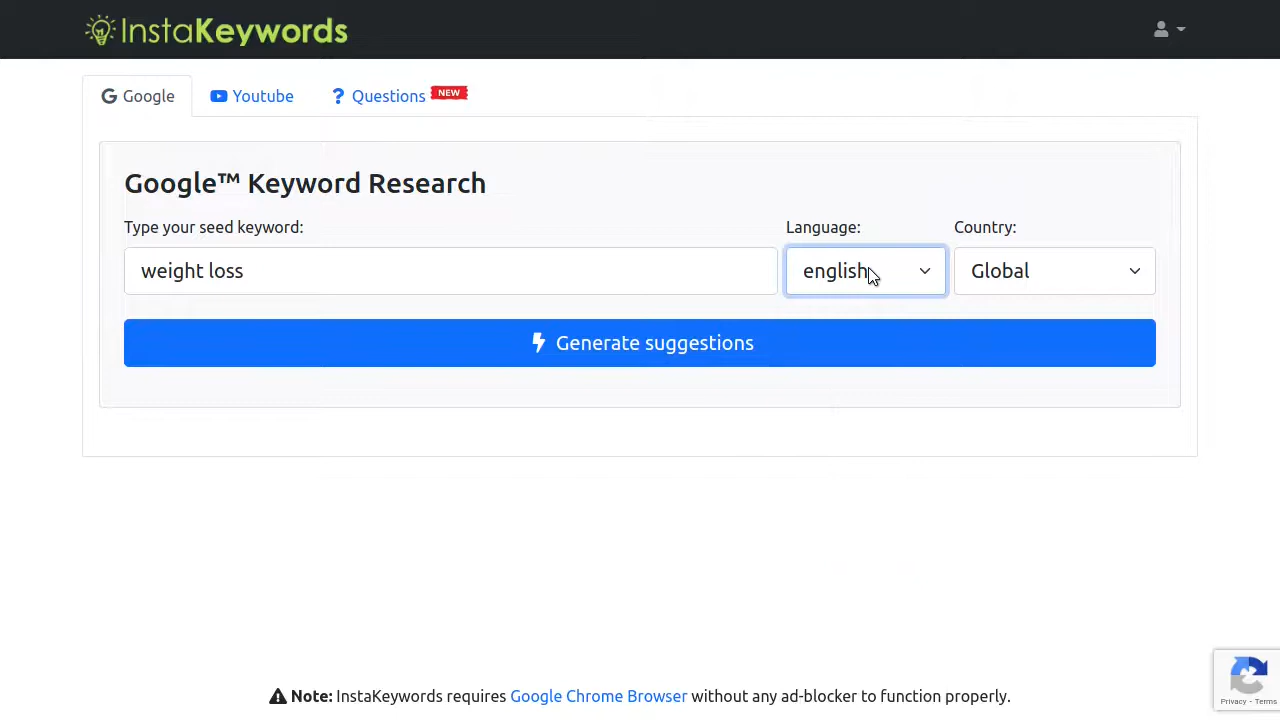 InstaKeywords
Google
Youtube
Questions NEW
Google™ Keyword Research
Type your seed keyword:
Language:
Country:
weight loss
english
Global
Generate suggestions
Note: InstaKeywords requires Google Chrome Browser without any ad-blocker to function properly.
Privacy - Terms